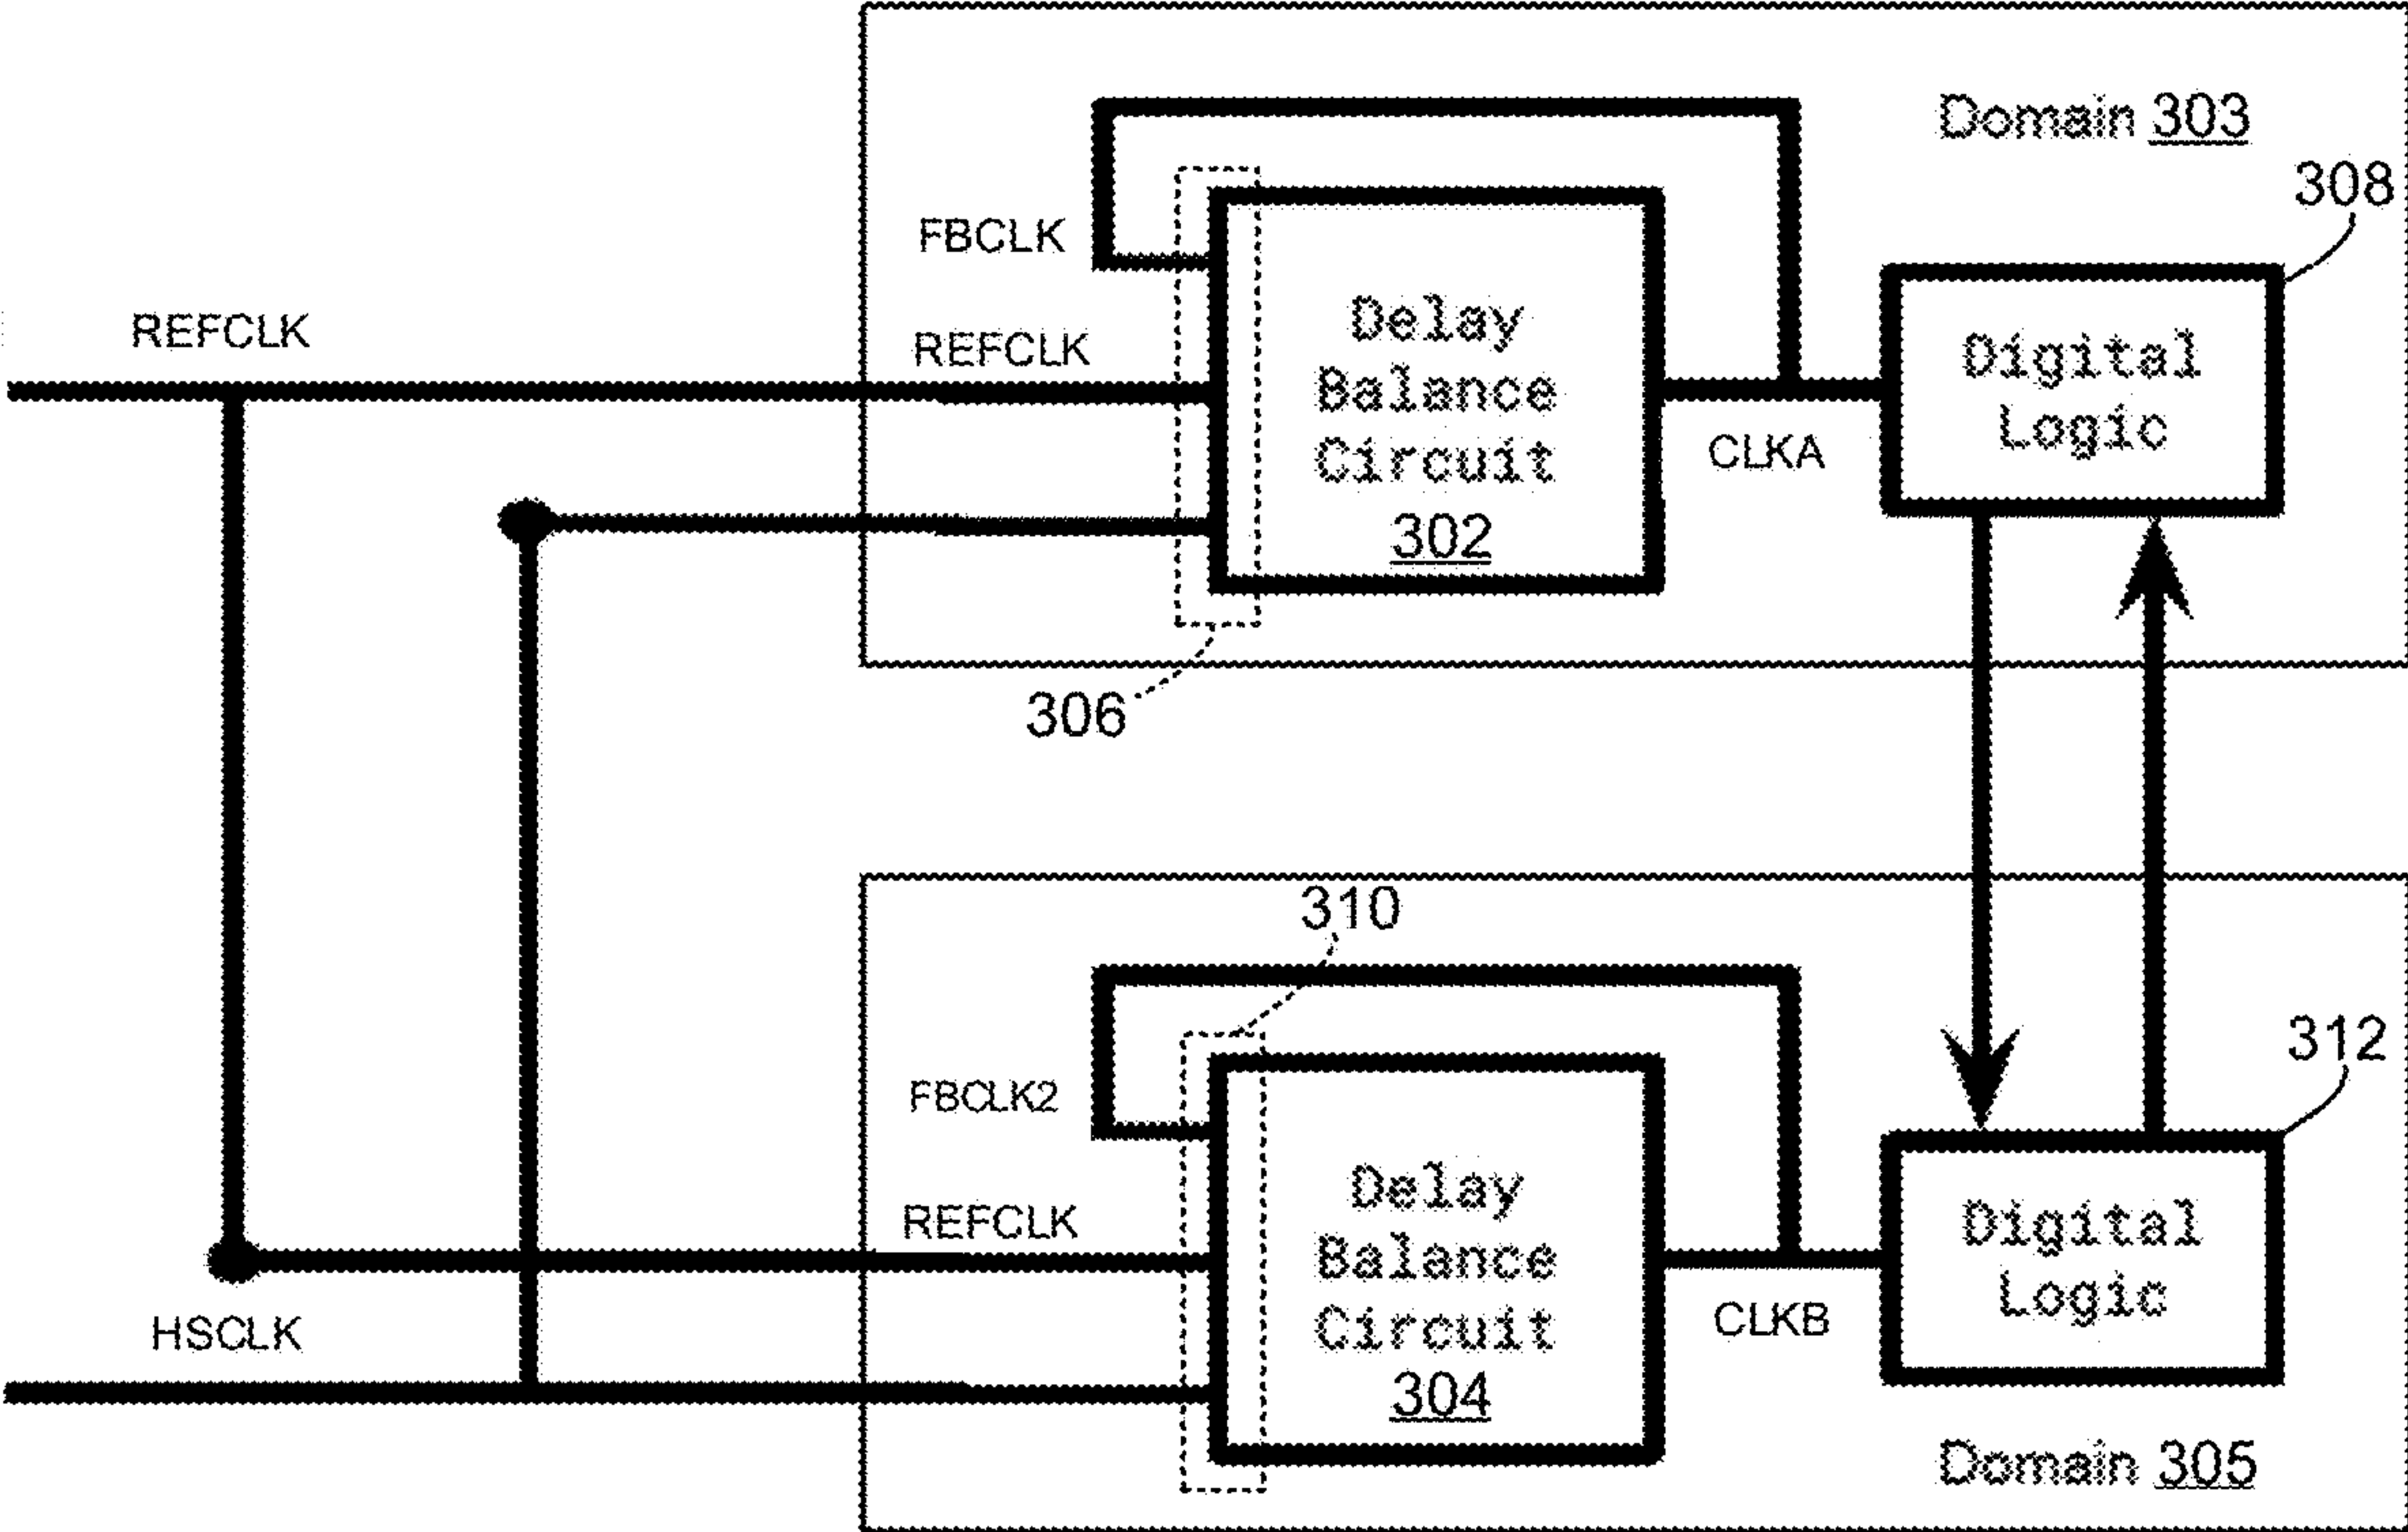 Domain 303
308
FBCLK
REFCLK
REFCLK
Delay
Balance
Circuit
302
CLKA
Digital
Logic
306
310
312
FBCLK2
REFCLK
HSCLK
Delay
Balance
Circuit
304
CLKB
Digital
Logic
Domain 305